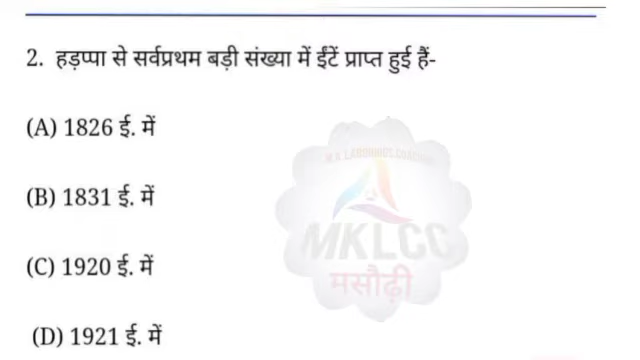 2. हड़प्पा से सर्वप्रथम बड़ी संख्या में ईंटें प्राप्त हुई हैं-
(A) 1826 ई. में
(B) 1831 ई. में
(C) 1920 ई. में
(D) 1921 ई. में
MKLCC
मसौढ़ी